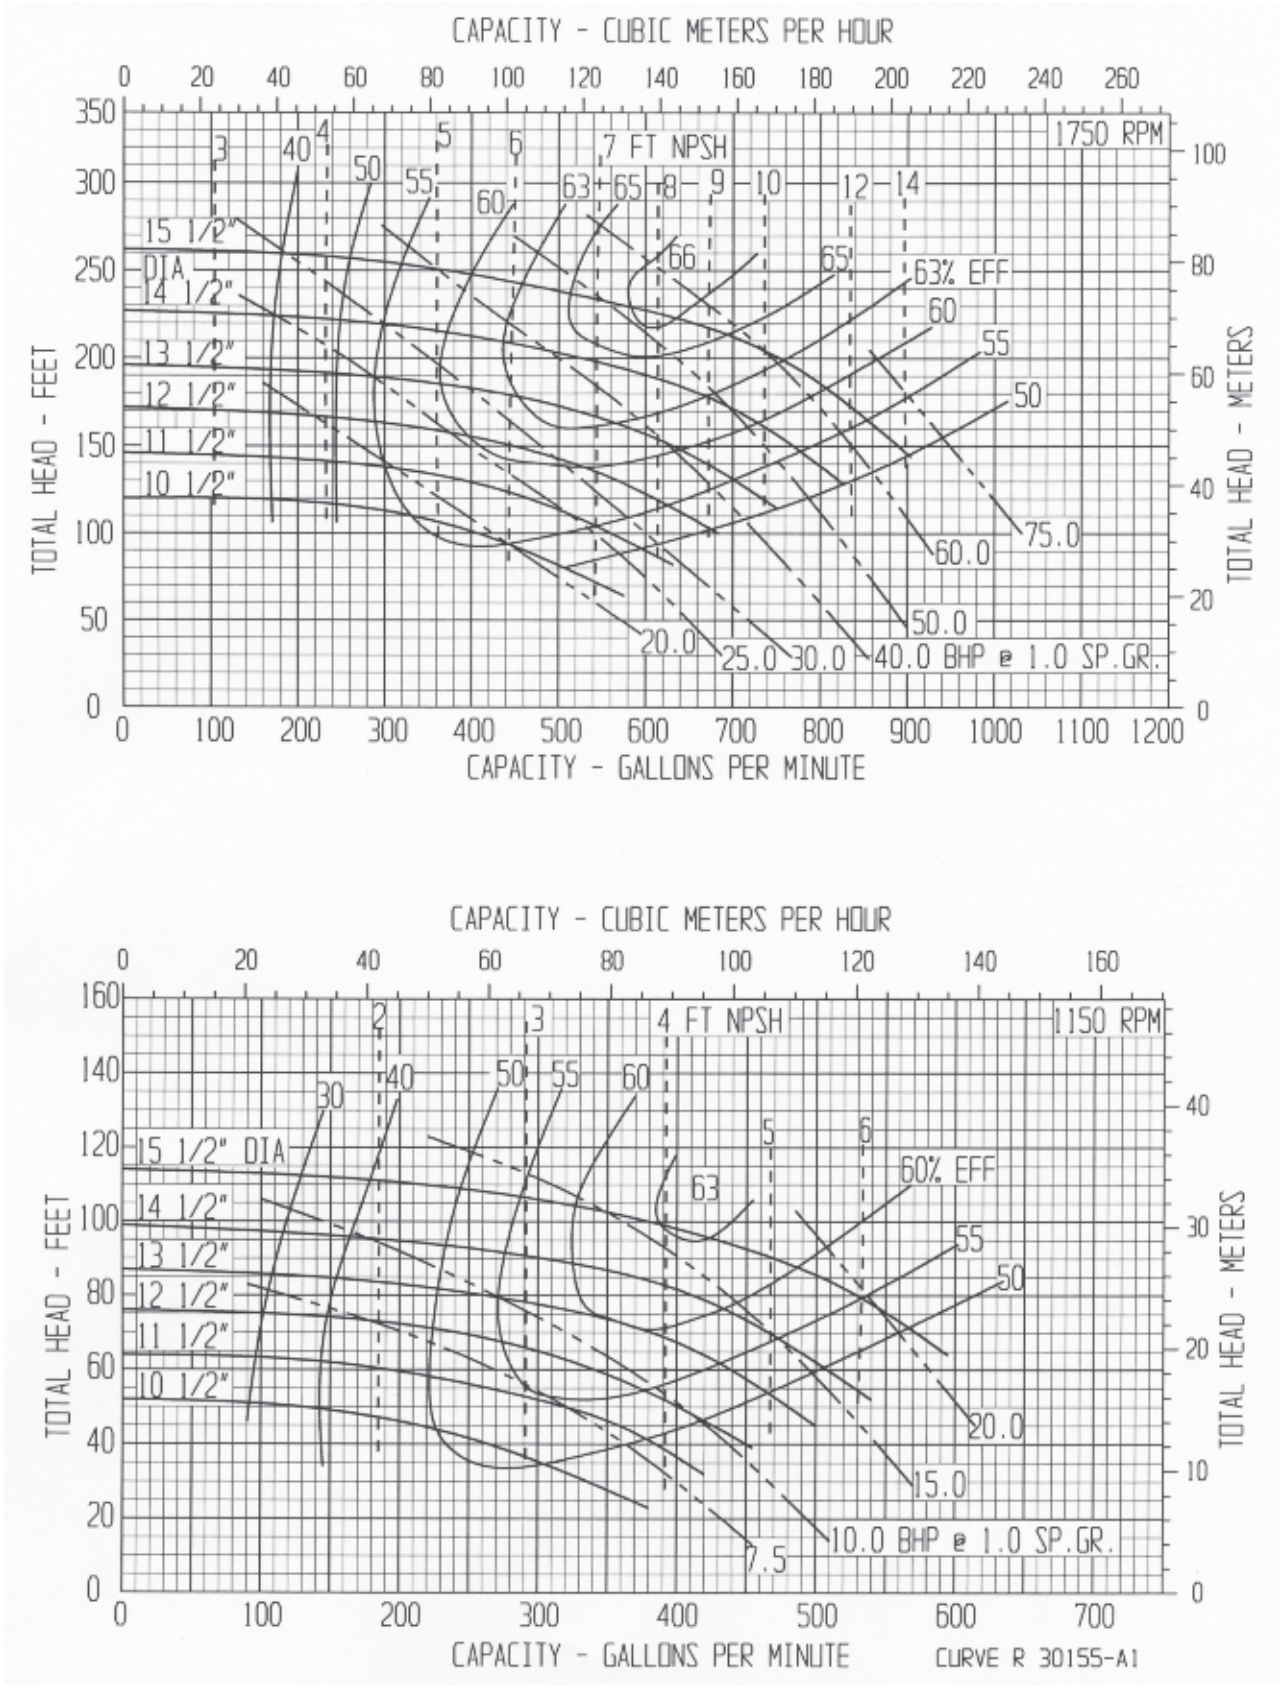 CAPACITY - CUBIC METERS PER HOUR
0 20 40 60 80 100 120 140 160 180 200 220 240 260
350 1750 RPM 100
3 40 4 50 55 5 60 6 63 7 FT NPSH
65 8 9 10 12 14
300
15 1/2" DIA
66 65 63% EFF 80
250
14 1/2" 60
200 13 1/2" 55
60
12 1/2" 50
150 11 1/2"
10 1/2" 40
100 75.0
60.0
20
50 50.0
20.0 25.0 30.0 40.0 BHP @ 1.0 SP.GR.
0 0
0 100 200 300 400 500 600 700 800 900 1000 1100 1200
CAPACITY - GALLONS PER MINUTE
TOTAL HEAD - FEET
TOTAL HEAD - METERS
CAPACITY - CUBIC METERS PER HOUR
0 20 40 60 80 100 120 140 160
160 2 3 4 FT NPSH 1150 RPM
140 30 40 50 55 60
40
120 5 6
15 1/2" DIA 63 60% EFF
100 14 1/2" 30
13 1/2" 55
80 12 1/2" 50
60 11 1/2" 20
10 1/2"
40 20.0
15.0 10
20 10.0 BHP @ 1.0 SP.GR.
7.5
0 0
0 100 200 300 400 500 600 700
CAPACITY - GALLONS PER MINUTE CURVE R 30155-A1
TOTAL HEAD - FEET
TOTAL HEAD - METERS